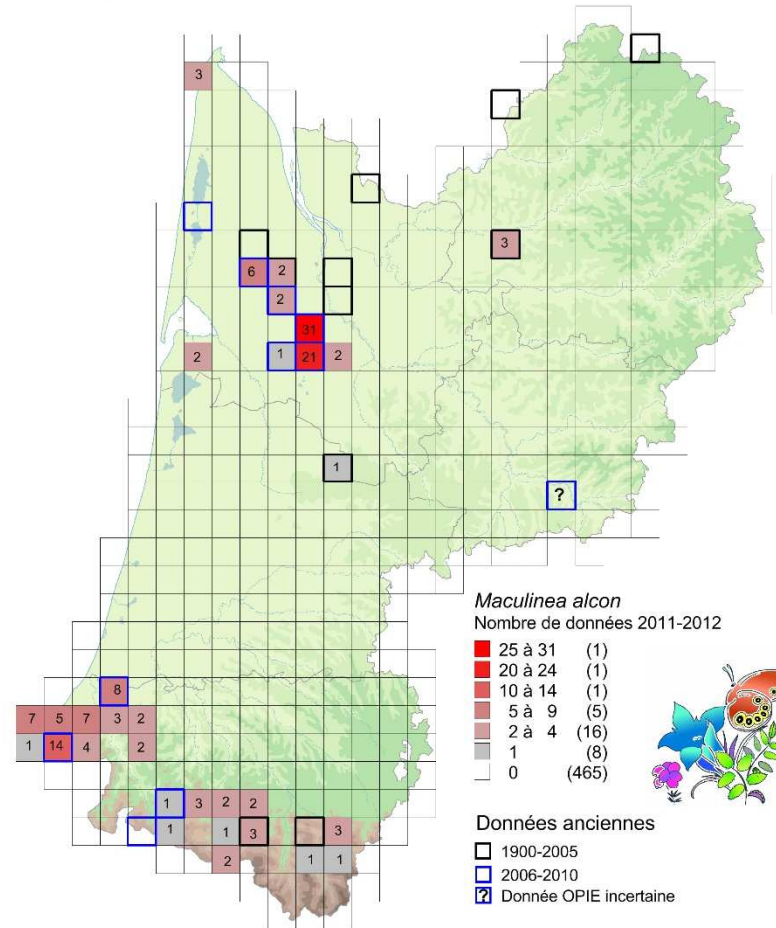 3
3
6 2
2
31
2 1 21 2
1
?
Maculinea alcon
Nombre de données 2011-2012
25 à 31 (1)
20 à 24 (1)
10 à 14 (1)
5 à 9 (5)
2 à 4 (16)
1 (8)
0 (465)
8
7 5 7 3 2
1 14 4 2
1 3 2 2
1 1 3 3
2 1 1
Données anciennes
1900-2005
2006-2010
? Donnée OPIE incertaine